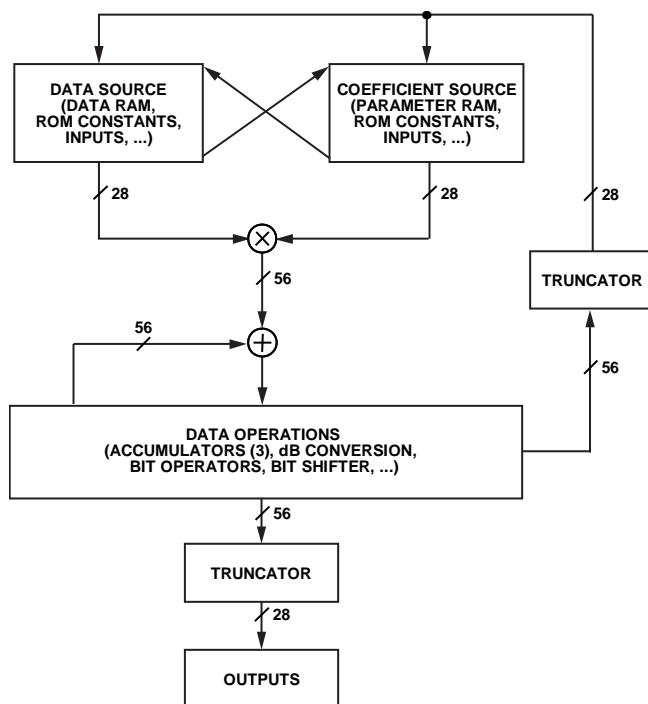 DATA SOURCE
(DATA RAM,
ROM CONSTANTS,
INPUTS, ...)
COEFFICIENT SOURCE
(PARAMETER RAM,
ROM CONSTANTS,
INPUTS, ...)
28
28
28
TRUNCATOR
56
56
56
DATA OPERATIONS
(ACCUMULATORS (3), dB CONVERSION,
BIT OPERATORS, BIT SHIFTER, ...)
56
TRUNCATOR
28
OUTPUTS